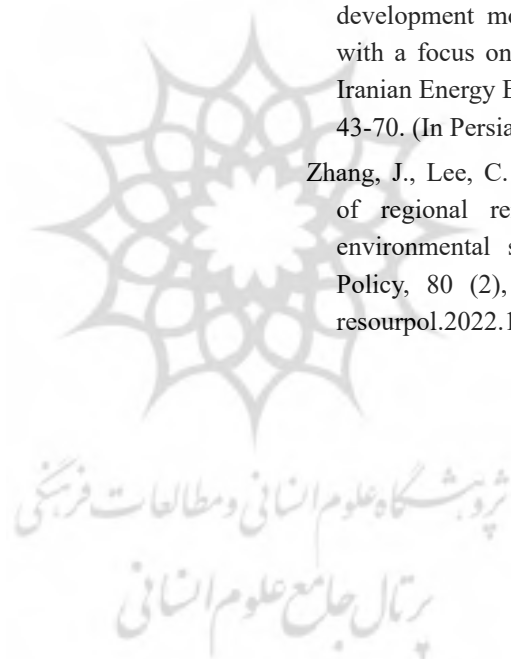 development mo
with a focus on
Iranian Energy E
43-70. (In Persia
Zhang, J., Lee, C.
of regional re
environmental s
Policy, 80 (2),
resourpol.2022.1
پژوهشگاه علوم انسانی و مطالعات فرهنگی
پرتال جامع علوم انسانی